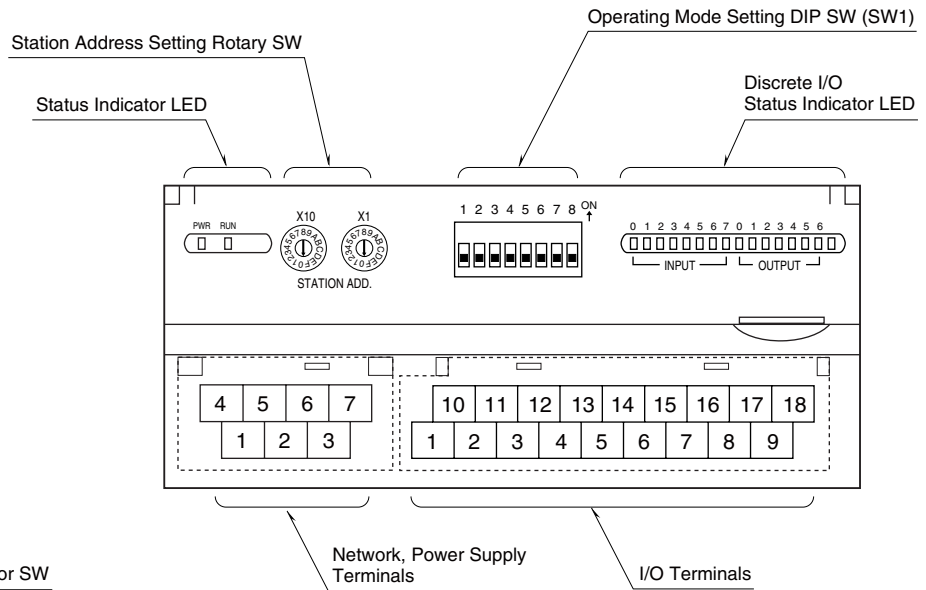 Operating Mode Setting DIP SW (SW1)
Station Address Setting Rotary SW
Discrete I/O
Status Indicator LED
Status Indicator LED
PWR RUN
X10 X1
456789ABCDEF0123
456789ABCDEF0123
STATION ADD.
1 2 3 4 5 6 7 8 ON
0 1 2 3 4 5 6 7 0 1 2 3 4 5 6
INPUT OUTPUT
4 5 6 7
1 2 3
10 11 12 13 14 15 16 17 18
1 2 3 4 5 6 7 8 9
Network, Power Supply
Terminals
I/O Terminals
or SW